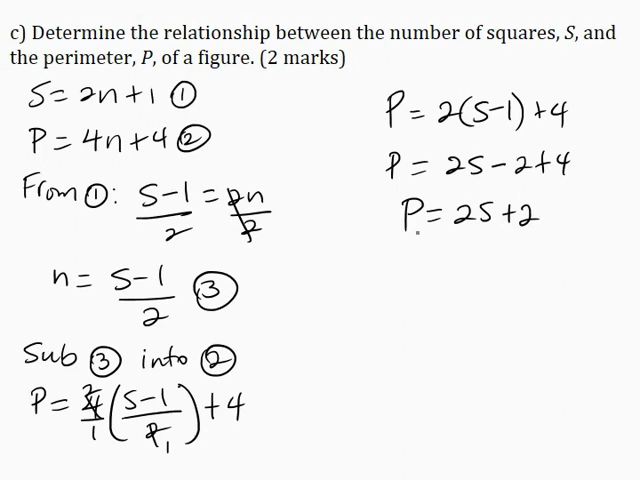 c) Determine the relationship between the number of squares, S, and
the perimeter, P, of a figure. (2 marks)
S = 2n + 1 ①
P = 4n + 4 ②
From ①: (S-1)/2 = 2n/2
n = (S-1)/2 ③
Sub ③ into ②
P = 4/1 2 ((S-1)/2 1) + 4
P = 2(S-1) + 4
P = 2S - 2 + 4
P = 2S + 2